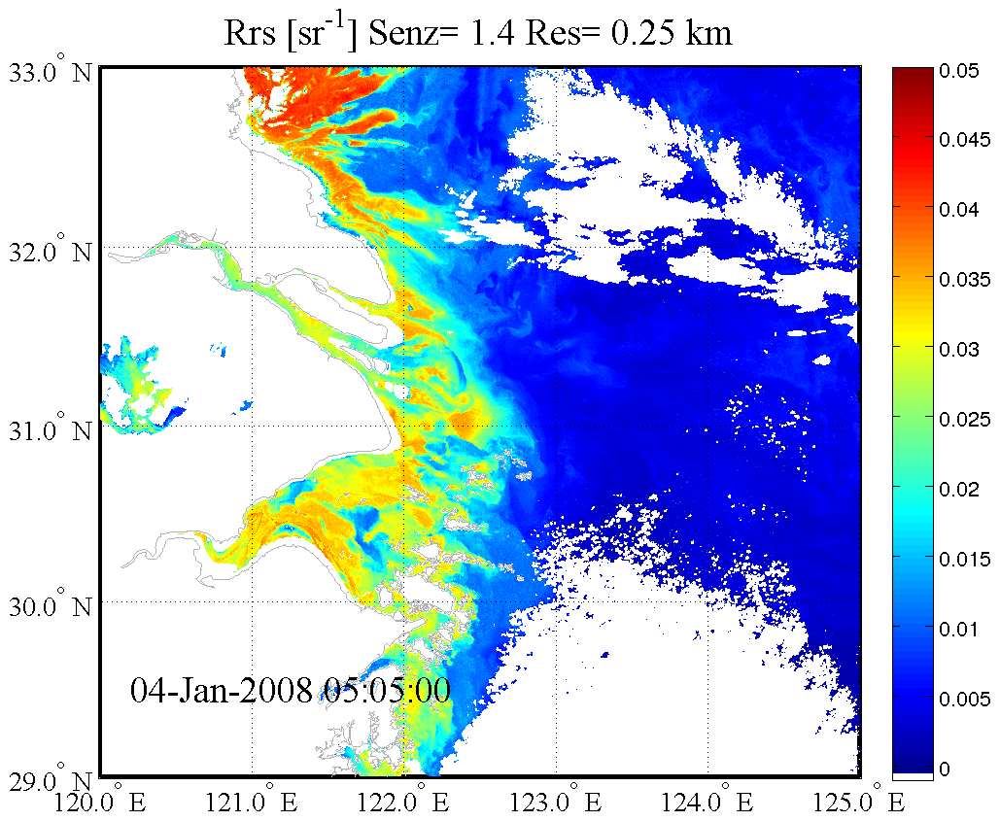 Rrs [sr-1] Senz= 1.4 Res= 0.25 km
33.0° N
32.0° N
31.0° N
30.0° N
29.0° N
04-Jan-2008 05:05:00
120.0° E 121.0° E 122.0° E 123.0° E 124.0° E 125.0° E
0.05
0.045
0.04
0.035
0.03
0.025
0.02
0.015
0.01
0.005
0